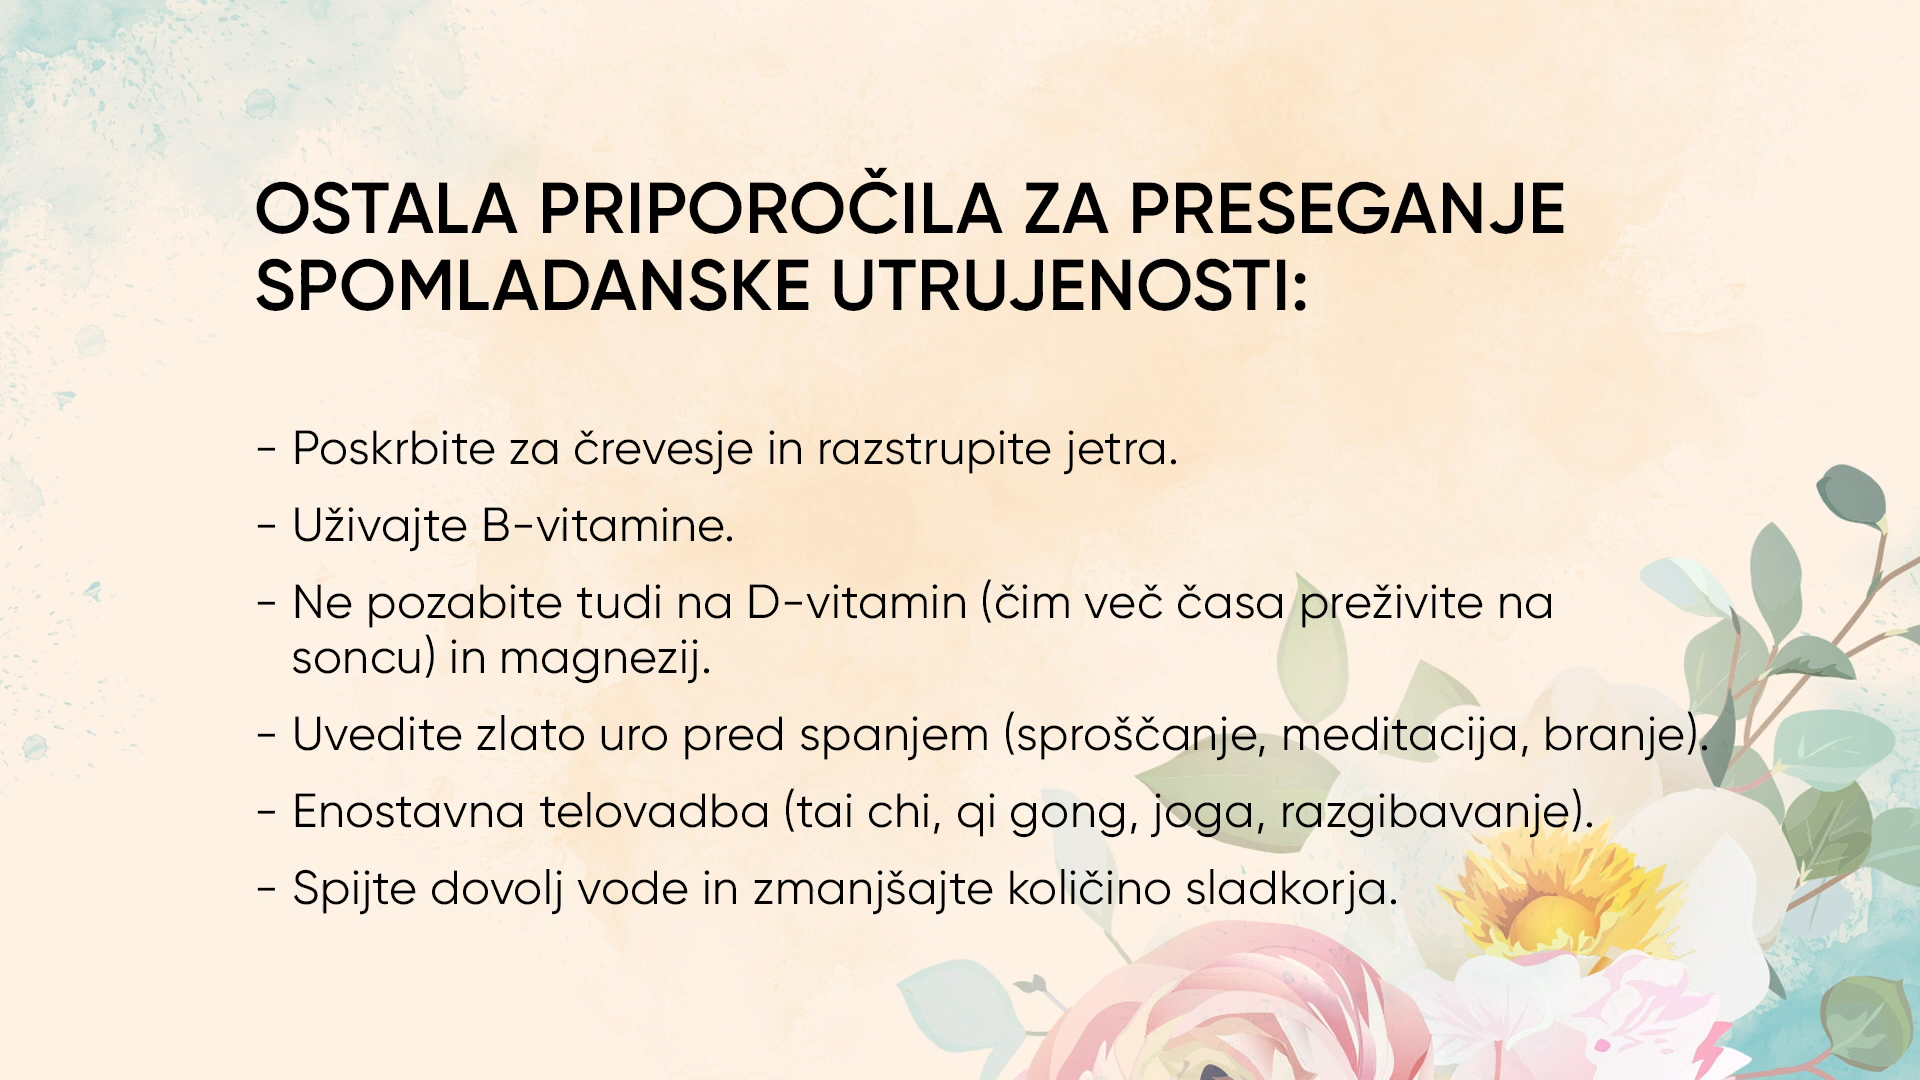 OSTALA PRIPOROČILA ZA PRESEGANJE
SPOMLADANSKE UTRUJENOSTI:
- Poskrbite za črevesje in razstrupite jetra.
- Uživajte B-vitamine.
- Ne pozabite tudi na D-vitamin (čim več časa preživite na
soncu) in magnezij.
- Uvedite zlato uro pred spanjem (sproščanje, meditacija, branje).
- Enostavna telovadba (tai chi, qi gong, joga, razgibavanje).
- Spijte dovolj vode in zmanjšajte količino sladkorja.